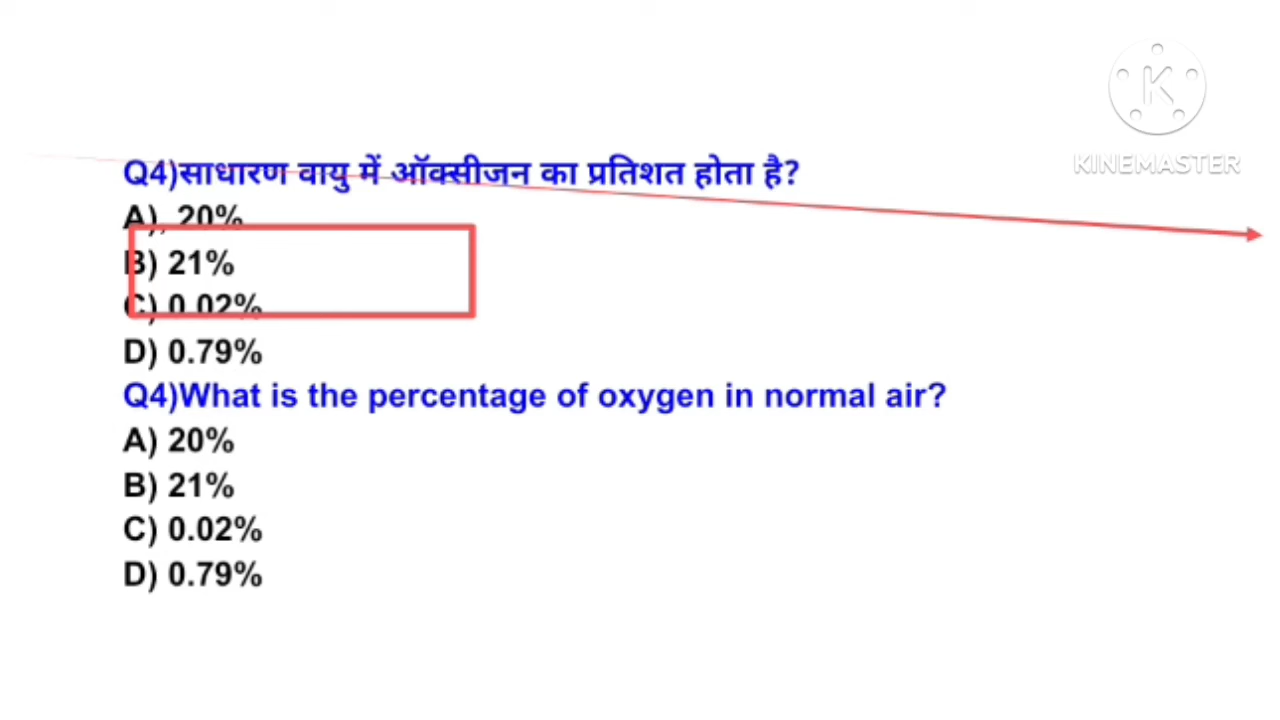 KINEMASTER
Q4)साधारण वायु में ऑक्सीजन का प्रतिशत होता है?
A), 20%
B) 21%
C) 0.02%
D) 0.79%
Q4)What is the percentage of oxygen in normal air?
A) 20%
B) 21%
C) 0.02%
D) 0.79%